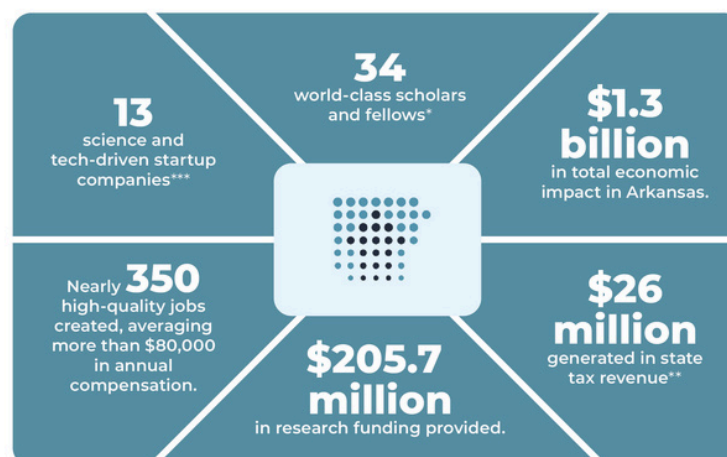 34
world-class scholars
and fellows*
13
science and
tech-driven startup
companies***
$1.3
billion
in total economic
impact in Arkansas.
Nearly 350
high-quality jobs
created, averaging
more than $80,000
in annual
compensation.
$205.7
million
in research funding provided.
$26
million
generated in state
tax revenue**